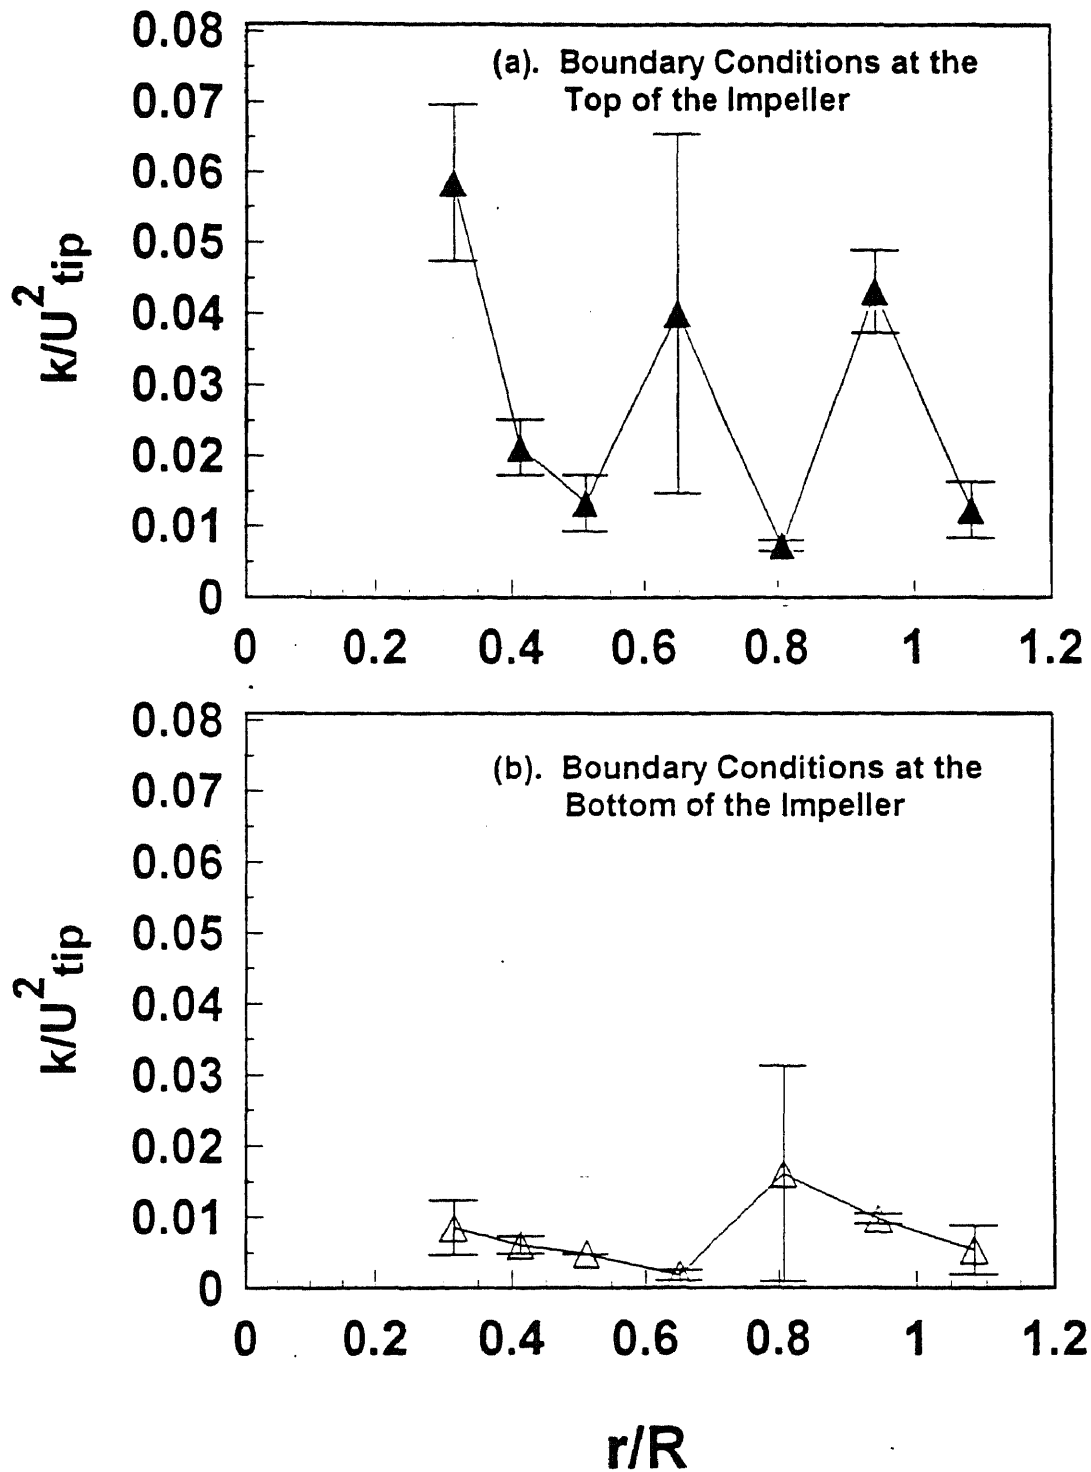 (a). Boundary Conditions at the
Top of the Impeller
k/U²tip
0.08
0.07
0.06
0.05
0.04
0.03
0.02
0.01
0
0 0.2 0.4 0.6 0.8 1 1.2
(b). Boundary Conditions at the
Bottom of the Impeller
k/U²tip
0.08
0.07
0.06
0.05
0.04
0.03
0.02
0.01
0
0 0.2 0.4 0.6 0.8 1 1.2
r/R